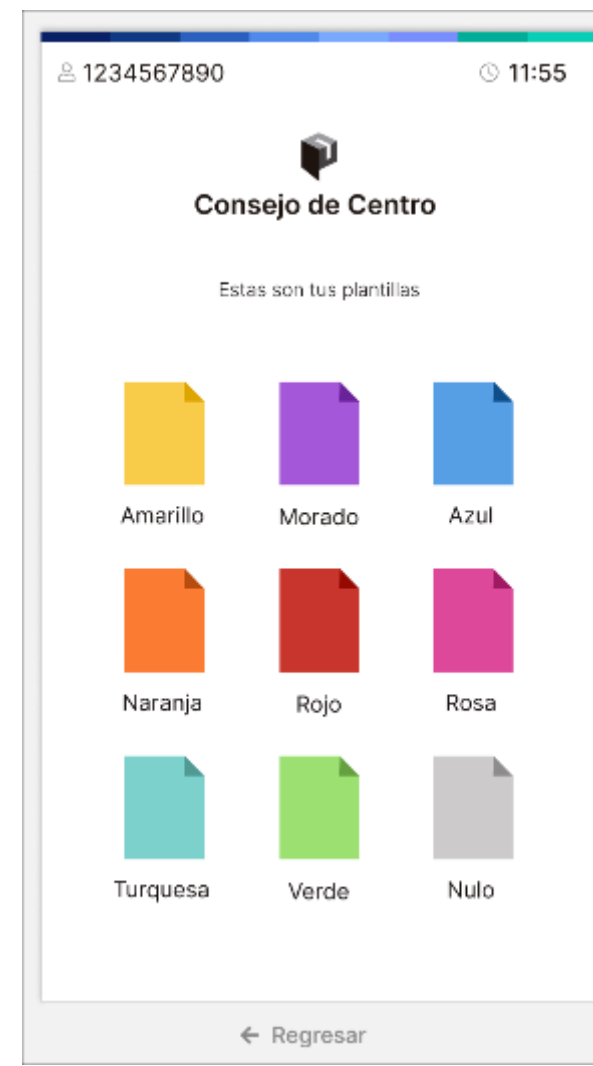 1234567890 11:55
Consejo de Centro
Estas son tus plantillas
Amarillo Morado Azul
Naranja Rojo Rosa
Turquesa Verde Nulo
← Regresar